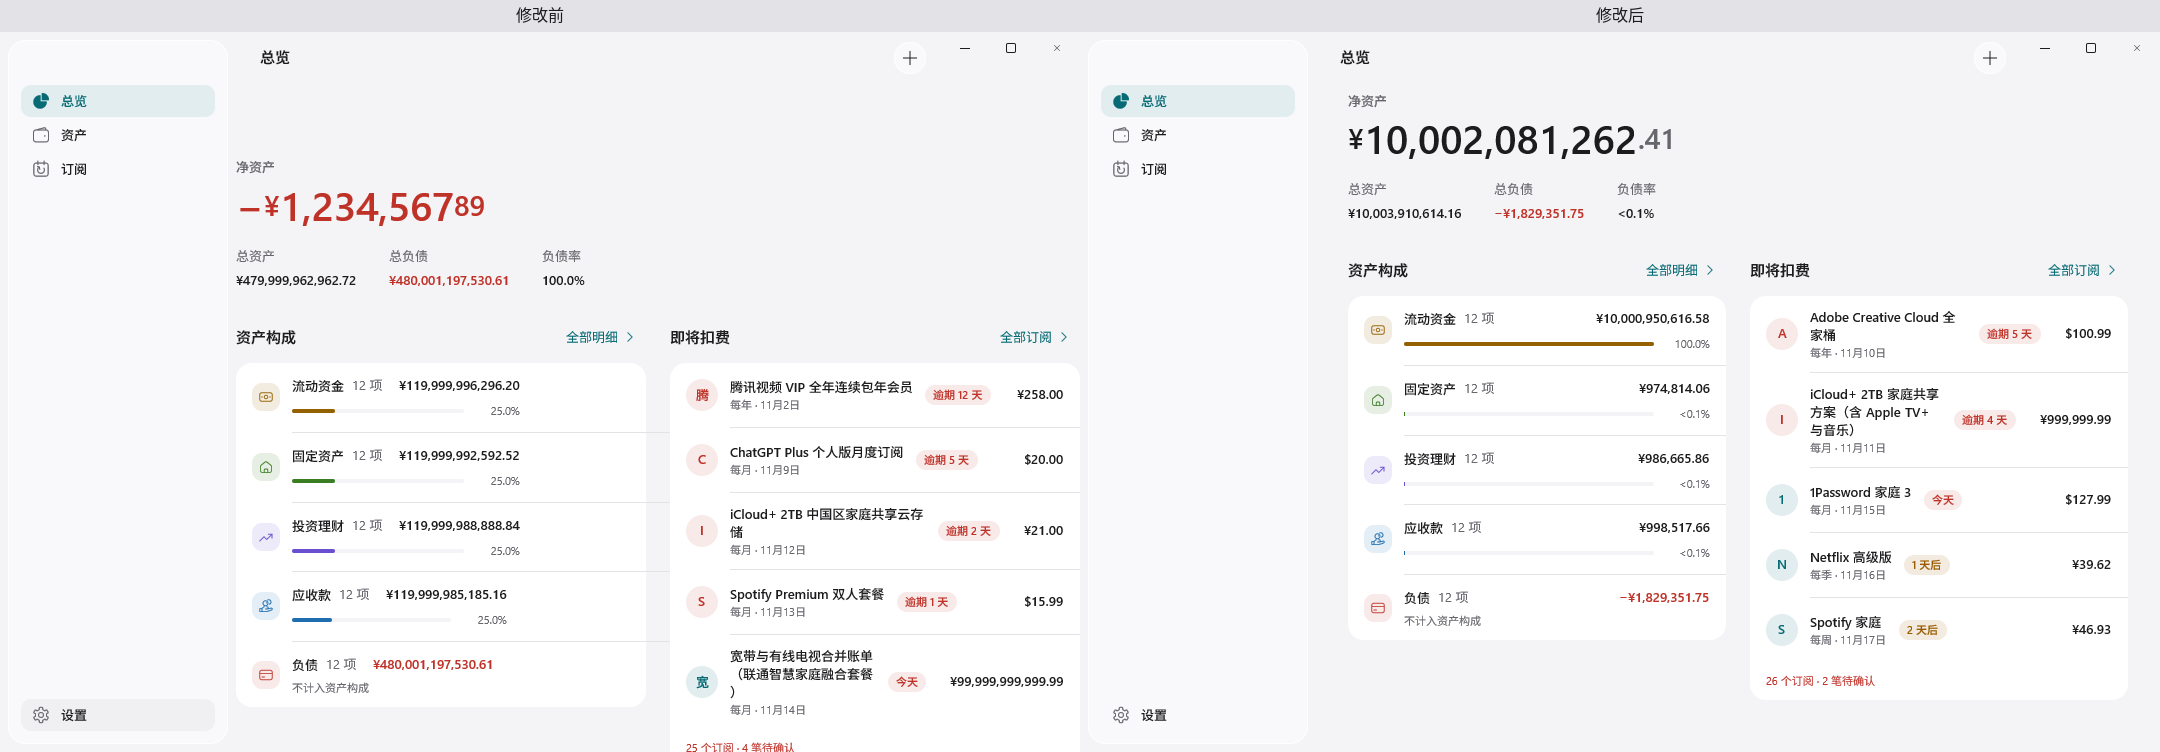 修改前
总览
总览
资产
订阅
净资产
−¥1,234,56789
总资产
总负债
负债率
¥479,999,962,962.72
¥480,001,197,530.61
100.0%
资产构成
全部明细
流动资金 12 项 ¥119,999,996,296.20
25.0%
固定资产 12 项 ¥119,999,992,592.52
25.0%
投资理财 12 项 ¥119,999,988,888.84
25.0%
应收款 12 项 ¥119,999,985,185.16
25.0%
负债 12 项 ¥480,001,197,530.61
不计入资产构成
即将扣费
全部订阅
腾
腾讯视频 VIP 全年连续包年会员
每年 · 11月2日
逾期 12 天
¥258.00
C
ChatGPT Plus 个人版月度订阅
每月 · 11月9日
逾期 5 天
$20.00
I
iCloud+ 2TB 中国区家庭共享云存
储
每月 · 11月12日
逾期 2 天
¥21.00
S
Spotify Premium 双人套餐
每月 · 11月13日
逾期 1 天
$15.99
宽
宽带与有线电视合并账单
（联通智慧家庭融合套餐
）
每月 · 11月14日
今天
¥99,999,999,999.99
25 个订阅 · 4 笔待确认
设置
修改后
总览
总览
资产
订阅
净资产
¥10,002,081,262.41
总资产
总负债
负债率
¥10,003,910,614.16
−¥1,829,351.75
<0.1%
资产构成
全部明细
流动资金 12 项 ¥10,000,950,616.58
100.0%
固定资产 12 项 ¥974,814.06
<0.1%
投资理财 12 项 ¥986,665.86
<0.1%
应收款 12 项 ¥998,517.66
<0.1%
负债 12 项 −¥1,829,351.75
不计入资产构成
即将扣费
全部订阅
A
Adobe Creative Cloud 全
家桶
每年 · 11月10日
逾期 5 天
$100.99
I
iCloud+ 2TB 家庭共享
方案（含 Apple TV+
与音乐）
每月 · 11月11日
逾期 4 天
¥999,999.99
1
1Password 家庭 3
每月 · 11月15日
今天
$127.99
N
Netflix 高级版
每季 · 11月16日
1 天后
¥39.62
S
Spotify 家庭
每周 · 11月17日
2 天后
¥46.93
26 个订阅 · 2 笔待确认
设置